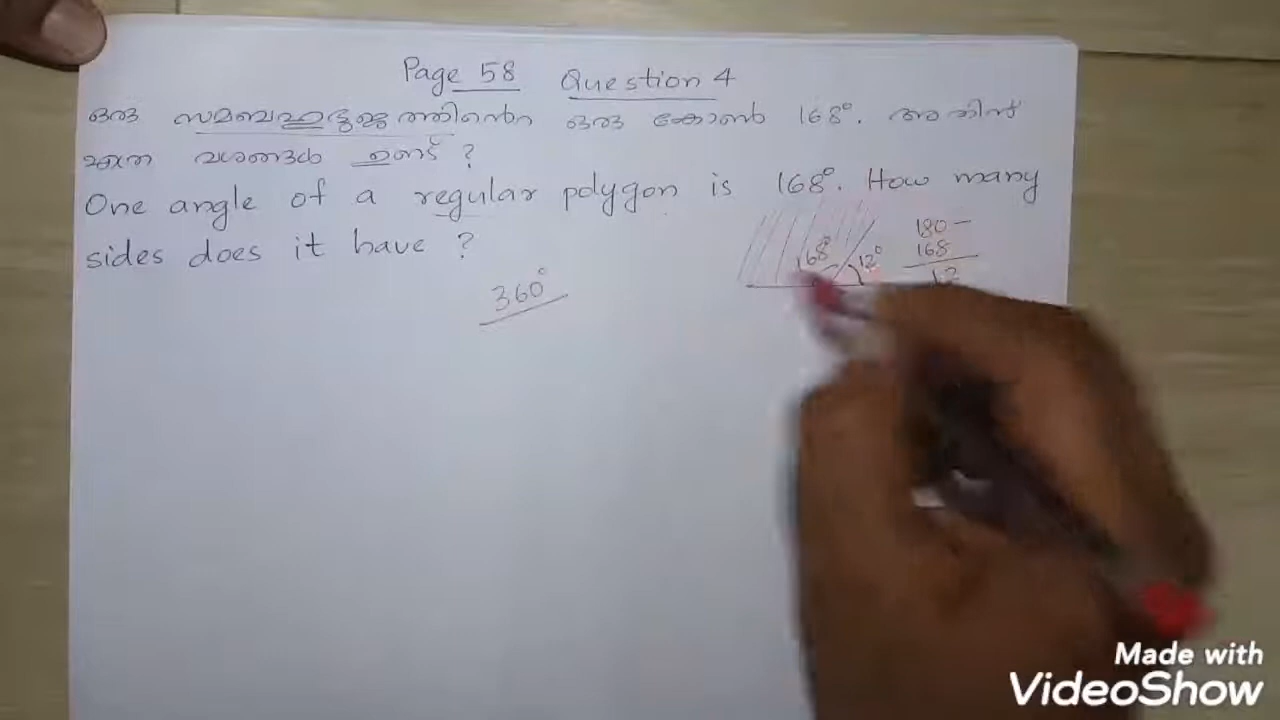 Page 58 Question 4
ഒരു സമബഹുഭുജത്തിൻെറ ഒരു കോൺ 168°. അതിന്
എത്ര വശങ്ങൾ ഉണ്ട് ?
One angle of a regular polygon is 168°. How many
sides does it have ?
180 -
168
12
168° 12°
360°
Made with
VideoShow